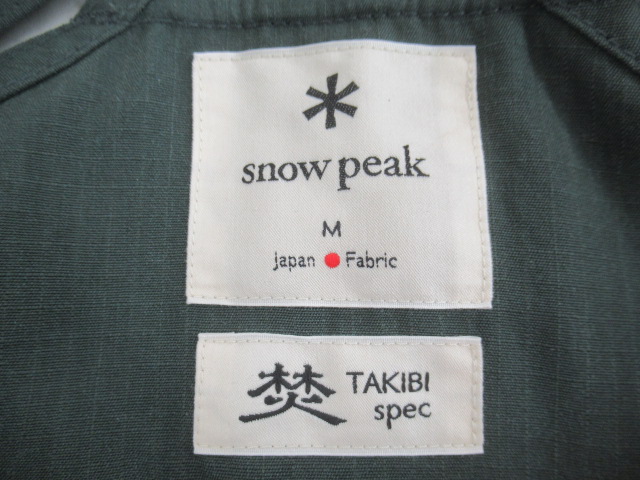 snow peak
M
japan Fabric
焚 TAKIBI
spec